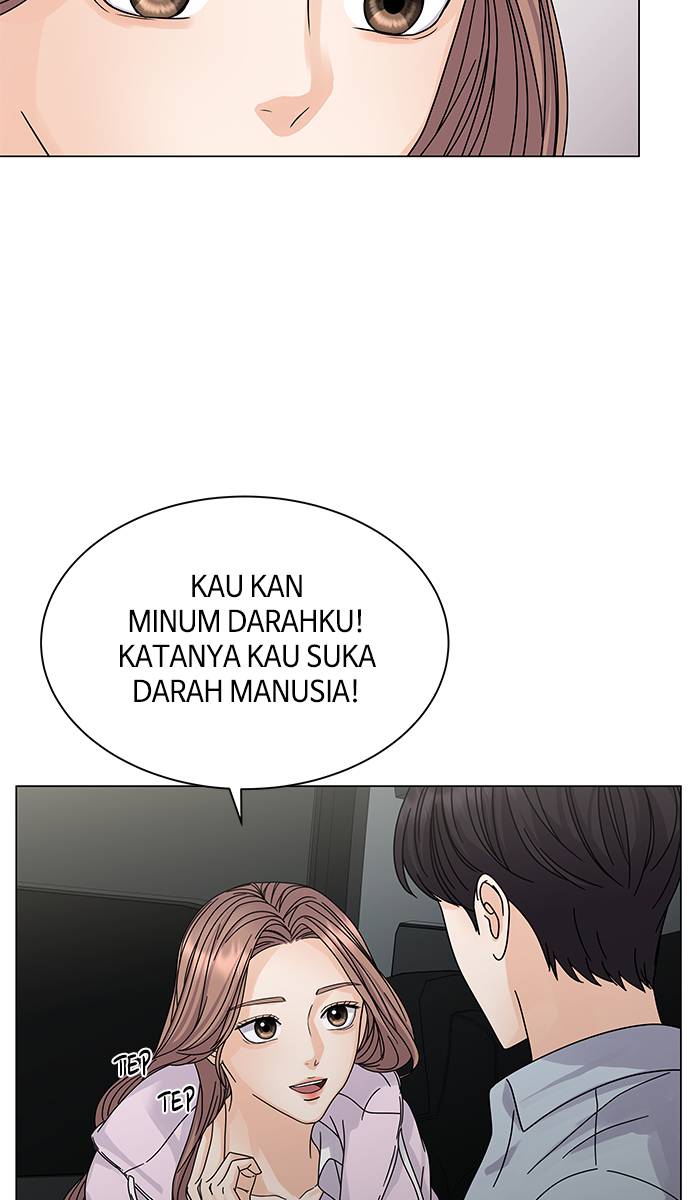 KAU KAN
MINUM DARAHKU!
KATANYA KAU SUKA
DARAH MANUSIA!
TEP
TEP